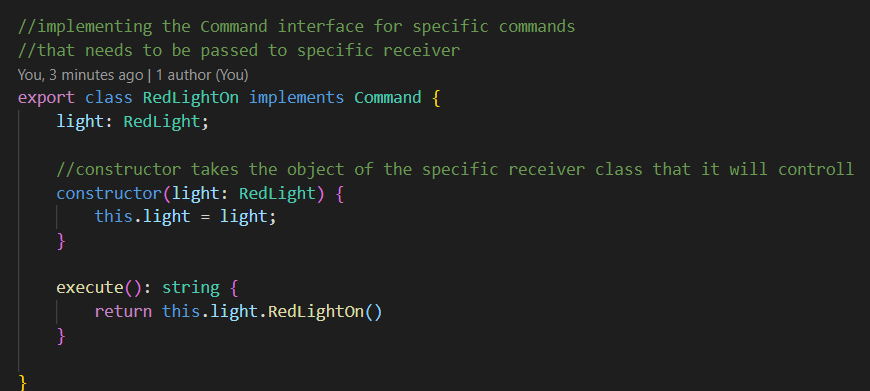 //implementing the Command interface for specific commands
//that needs to be passed to specific receiver
You, 3 minutes ago | 1 author (You)
export class RedLightOn implements Command {
light: RedLight;
//constructor takes the object of the specific receiver class that it will controll
constructor(light: RedLight) {
this.light = light;
}
execute(): string {
return this.light.RedLightOn()
}
}